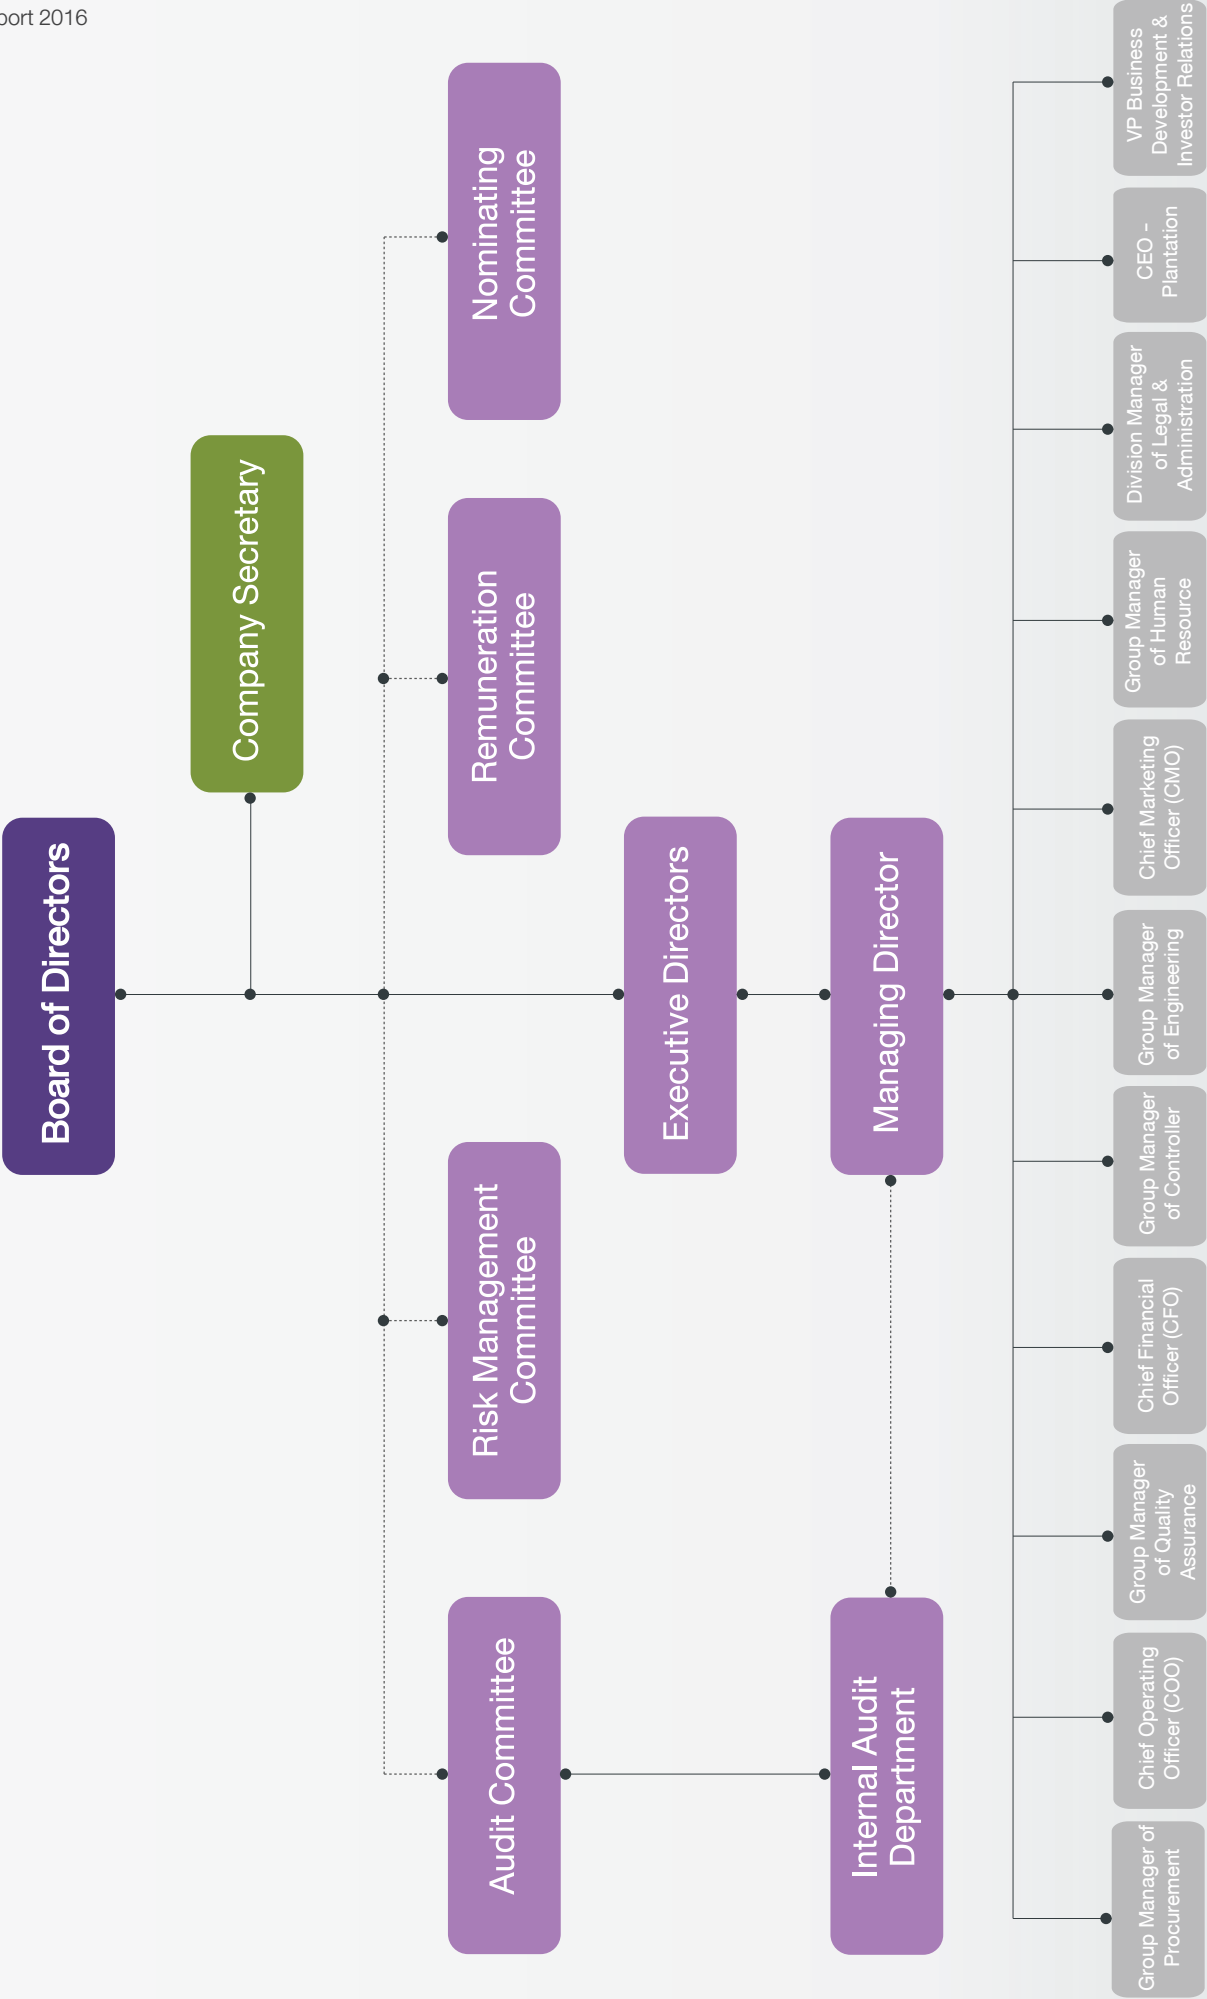 port 2016
Board of Directors
Company Secretary
Audit Committee
Risk Management
Committee
Remuneration
Committee
Nominating
Committee
Executive Directors
Internal Audit
Department
Managing Director
Group Manager of
Procurement
Chief Operating
Officer (COO)
Group Manager
of Quality
Assurance
Chief Financial
Officer (CFO)
Group Manager
of Controller
Group Manager
of Engineering
Chief Marketing
Officer (CMO)
Group Manager
of Human
Resource
Division Manager
of Legal &
Administration
CEO –
Plantation
VP Business
Development &
Investor Relations